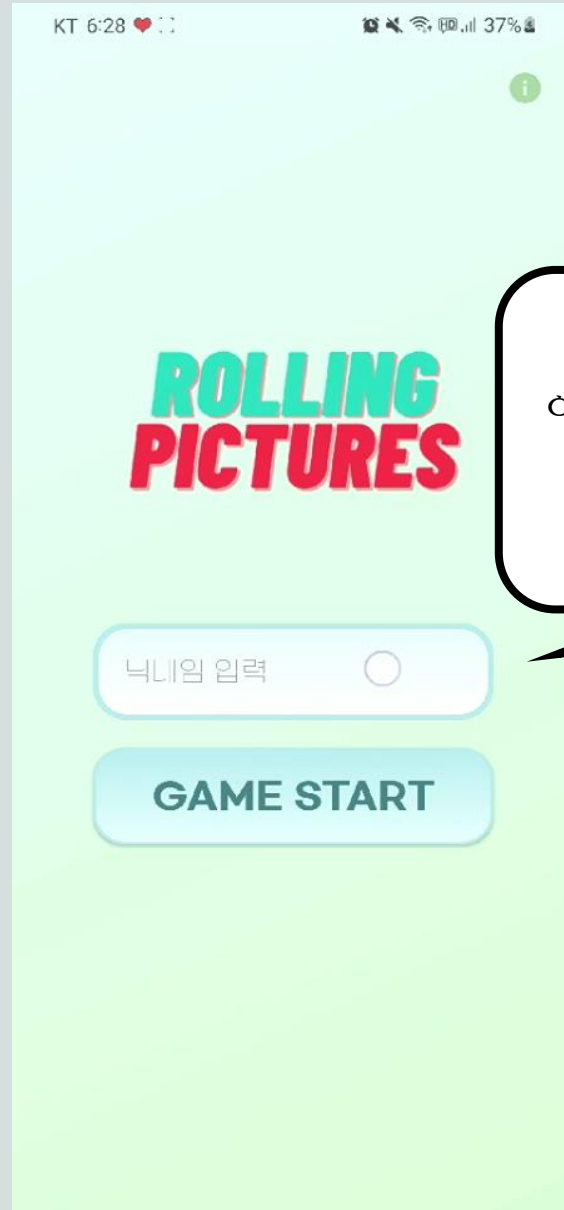 KT 6:28
37%
ROLLING
PICTURES
닉네임 입력
GAME START